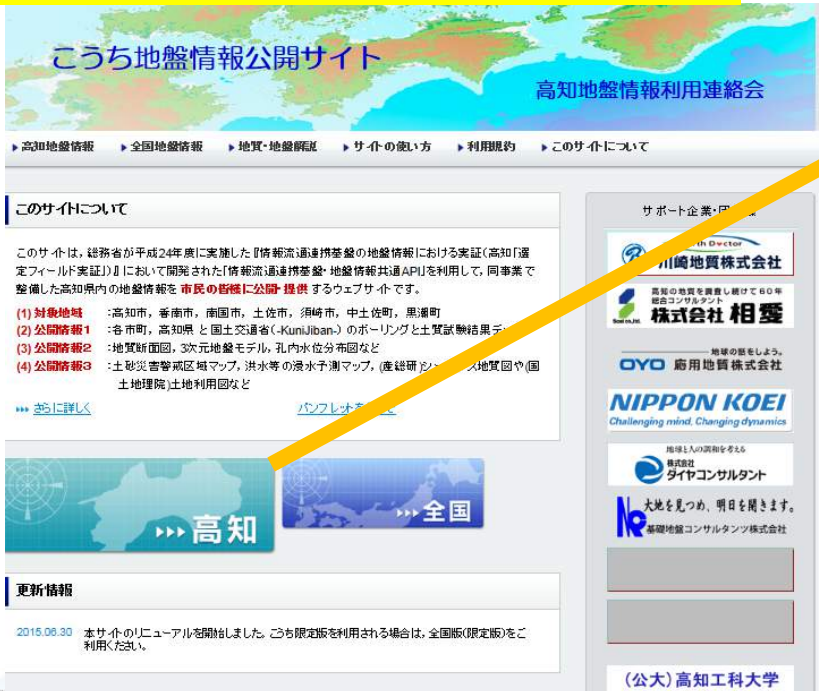 こうち地盤情報公開サイト
高知地盤情報利用連絡会
高知地盤情報
全国地盤情報
地質・地盤解説
サイトの使い方
利用規約
このサイトについて
このサイトについて
このサイトは，総務省が平成24年度に実施した『情報流通連携基盤の地盤情報における実証(高知「選
定フィールド実証」)』において開発された「情報流通連携基盤・地盤情報共通API」を利用して，同事業で
整備した高知県内の地盤情報を 市民の皆様に公開・提供 するウェブサイトです。
(1) 対象地域 ：高知市，香南市，南国市，土佐市，須崎市，中土佐町，黒潮町
(2) 公開情報1 ：各市町，高知県 と 国土交通省(-KuniJiban-) のボーリングと土質試験結果デ
(3) 公開情報2 ：地質断面図，3次元地盤モデル，孔内水位分布図など
(4) 公開情報3 ：土砂災害警戒区域マップ，洪水等の浸水予測マップ，(産総研)シ ス地質図や(国
土地理院)土地利用図など
さらに詳しく
パンフレット
高知
全国
更新情報
2015.06.30 本サイトのリニューアルを開始しました。こうち限定版を利用される場合は，全国版(限定版)をご
利用ください。
サポート企業・団
川崎地質株式会社
高知の地質を調査し続けて60年
総合コンサルタント
株式会社 相愛
地球の話をしよう。
OYO 応用地質株式会社
NIPPON KOEI
Challenging mind, Changing dynamics
地球と人の調和を考える
株式会社
ダイヤコンサルタント
大地を見つめ、明日を開きます。
基礎地盤コンサルタンツ株式会社
(公大)高知工科大学